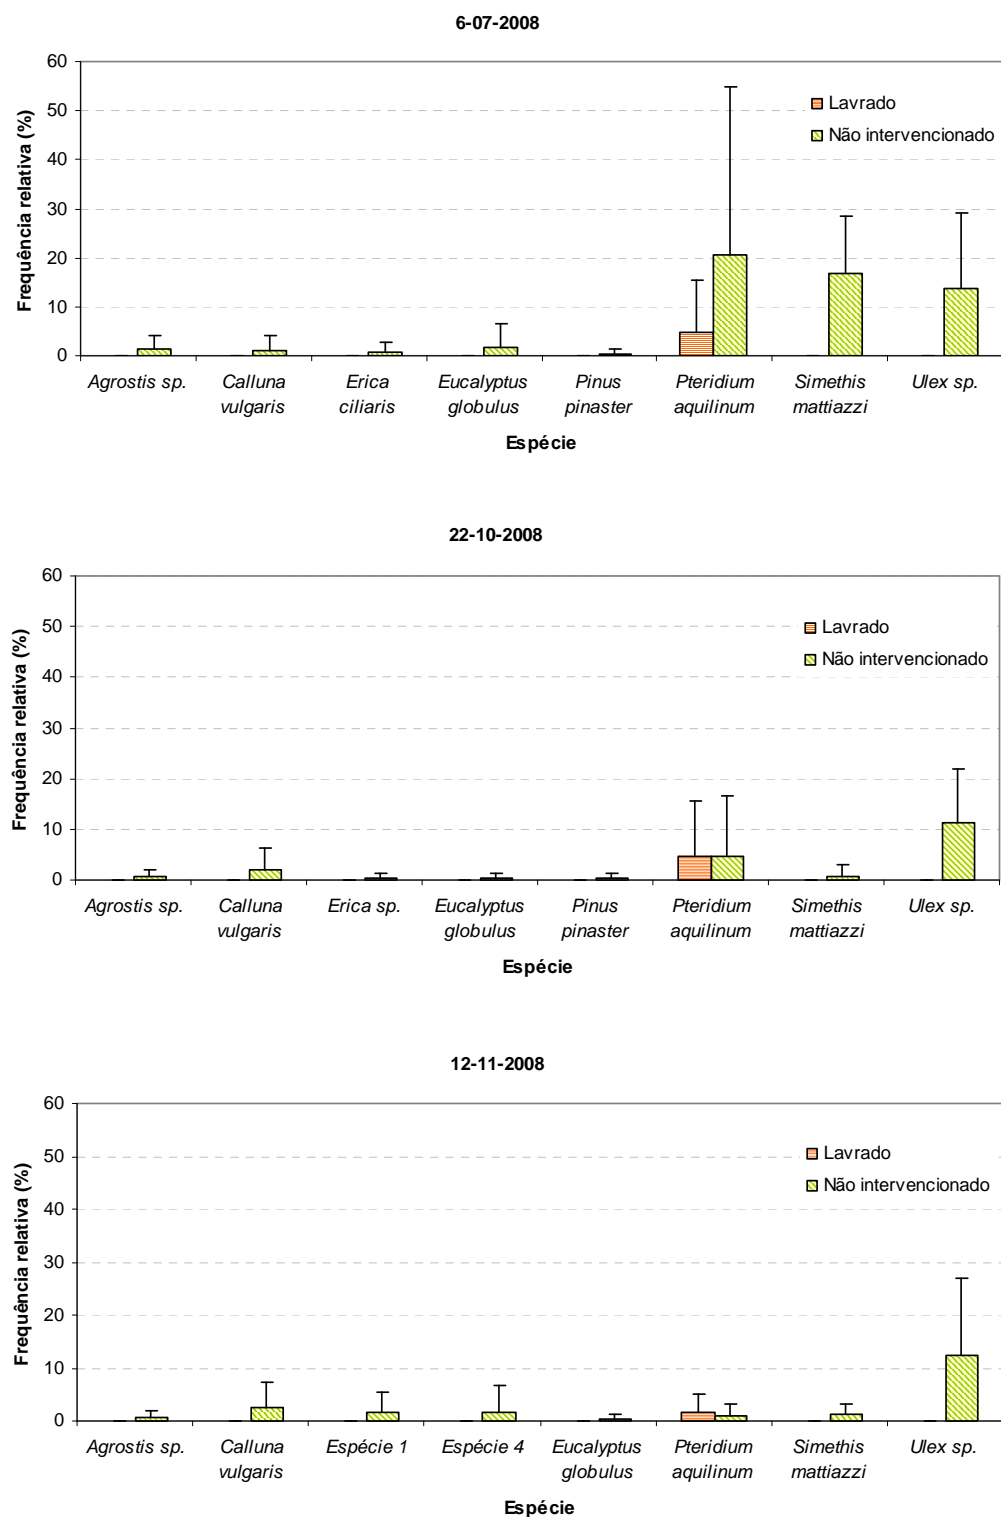 6-07-2008
Frequência relativa (%)
60
50
40
30
20
10
0
Lavrado
Não intervencionado
Agrostis sp. Calluna Erica Eucalyptus Pinus Pteridium Simethis Ulex sp.
vulgaris ciliaris globulus pinaster aquilinum mattiazzi
Espécie
22-10-2008
Frequência relativa (%)
60
50
40
30
20
10
0
Lavrado
Não intervencionado
Agrostis sp. Calluna Erica sp. Eucalyptus Pinus Pteridium Simethis Ulex sp.
vulgaris globulus pinaster aquilinum mattiazzi
Espécie
12-11-2008
Frequência relativa (%)
60
50
40
30
20
10
0
Lavrado
Não intervencionado
Agrostis sp. Calluna Espécie 1 Espécie 4 Eucalyptus Pteridium Simethis Ulex sp.
vulgaris globulus aquilinum mattiazzi
Espécie